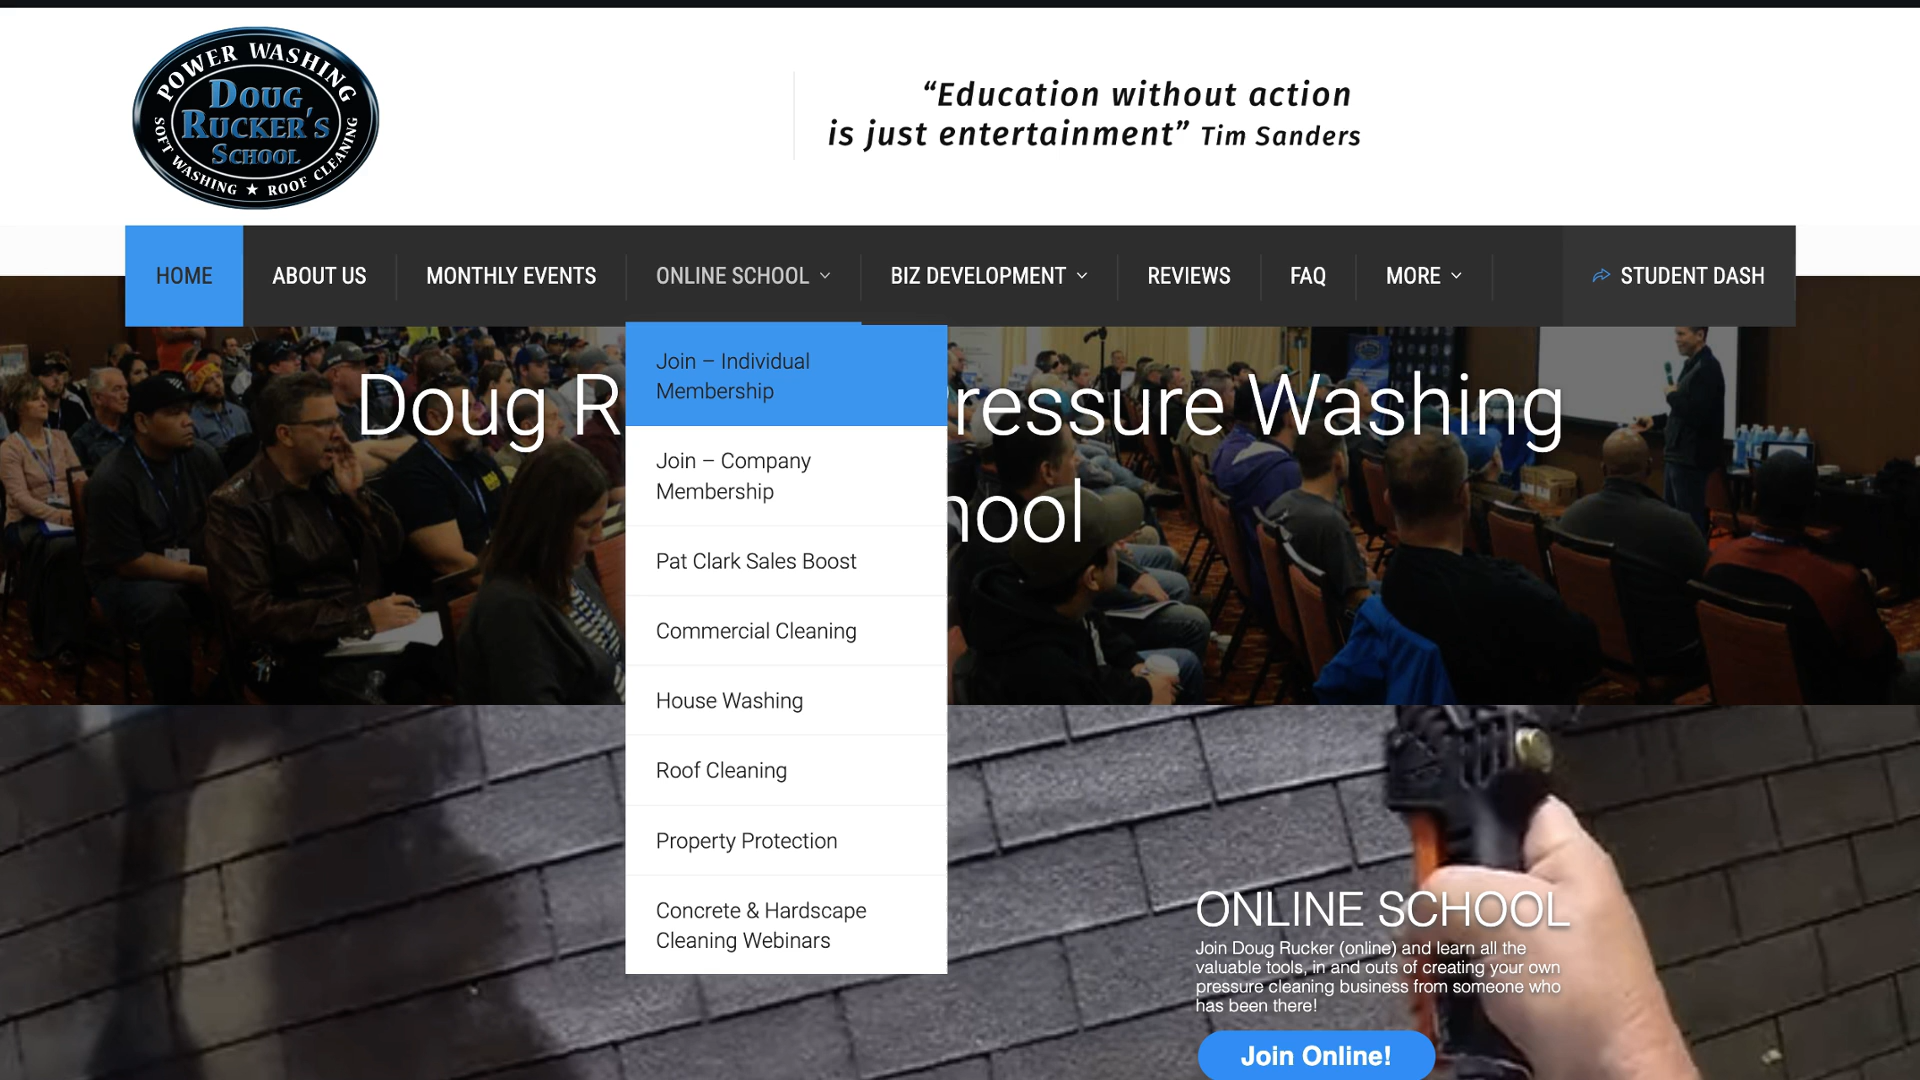 POWER WASHING
DOUG
RUCKER'S
SCHOOL
SOFT WASHING ★ ROOF CLEANING
“Education without action
is just entertainment” Tim Sanders
HOME
ABOUT US
MONTHLY EVENTS
ONLINE SCHOOL
BIZ DEVELOPMENT
REVIEWS
FAQ
MORE
STUDENT DASH
Join – Individual
Membership
Join – Company
Membership
Pat Clark Sales Boost
Commercial Cleaning
House Washing
Roof Cleaning
Property Protection
Concrete & Hardscape
Cleaning Webinars
Doug R ressure Washing
hool
ONLINE SCHOOL
Join Doug Rucker (online) and learn all the
valuable tools, in and outs of creating your own
pressure cleaning business from someone who
has been there!
Join Online!